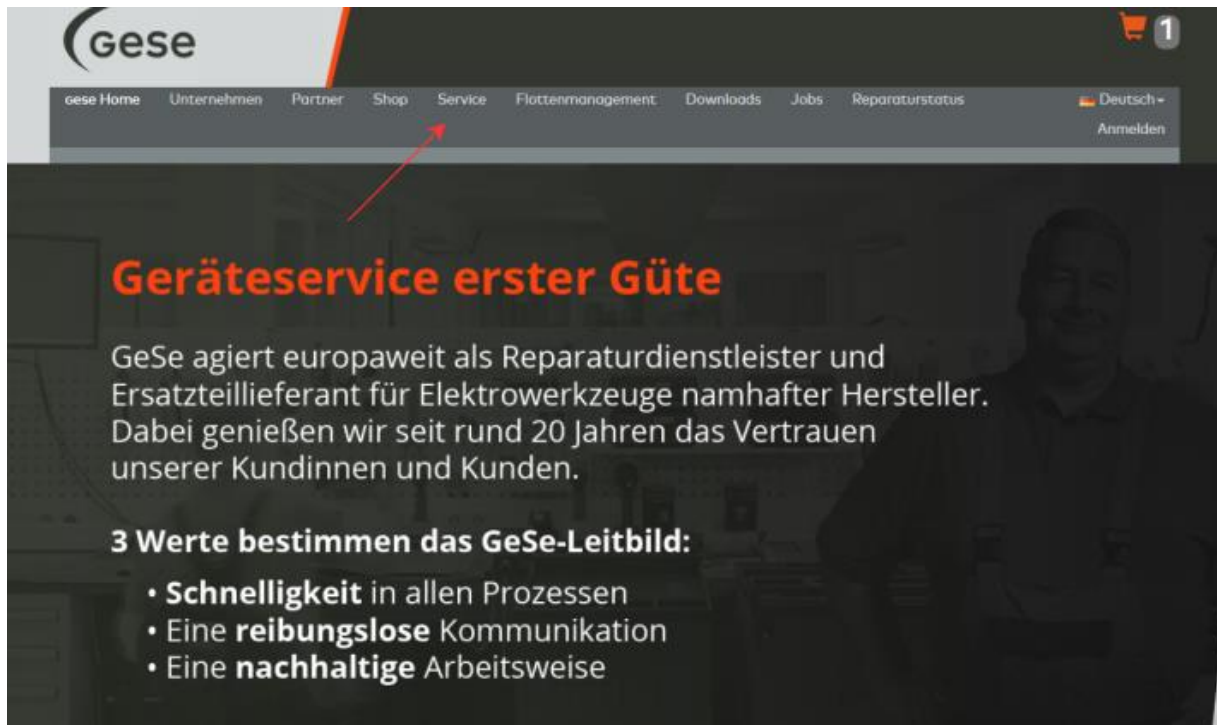 Gese
1
Gese Home Unternehmen Partner Shop Service Flottenmanagement Downloads Jobs Reparaturstatus Deutsch
Anmelden
Geräteservice erster Güte
GeSe agiert europaweit als Reparaturdienstleister und
Ersatzteillieferant für Elektrowerkzeuge namhafter Hersteller.
Dabei genießen wir seit rund 20 Jahren das Vertrauen
unserer Kundinnen und Kunden.
3 Werte bestimmen das GeSe-Leitbild:
• Schnelligkeit in allen Prozessen
• Eine reibungslose Kommunikation
• Eine nachhaltige Arbeitsweise